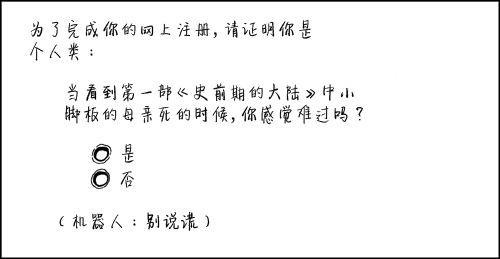 为了完成你的网上注册,请证明你是
个人类:
当看到第一部《史前期的大陆》中小
脚板的母亲死的时候,你感觉难过吗?
是
否
(机器人:别说谎)